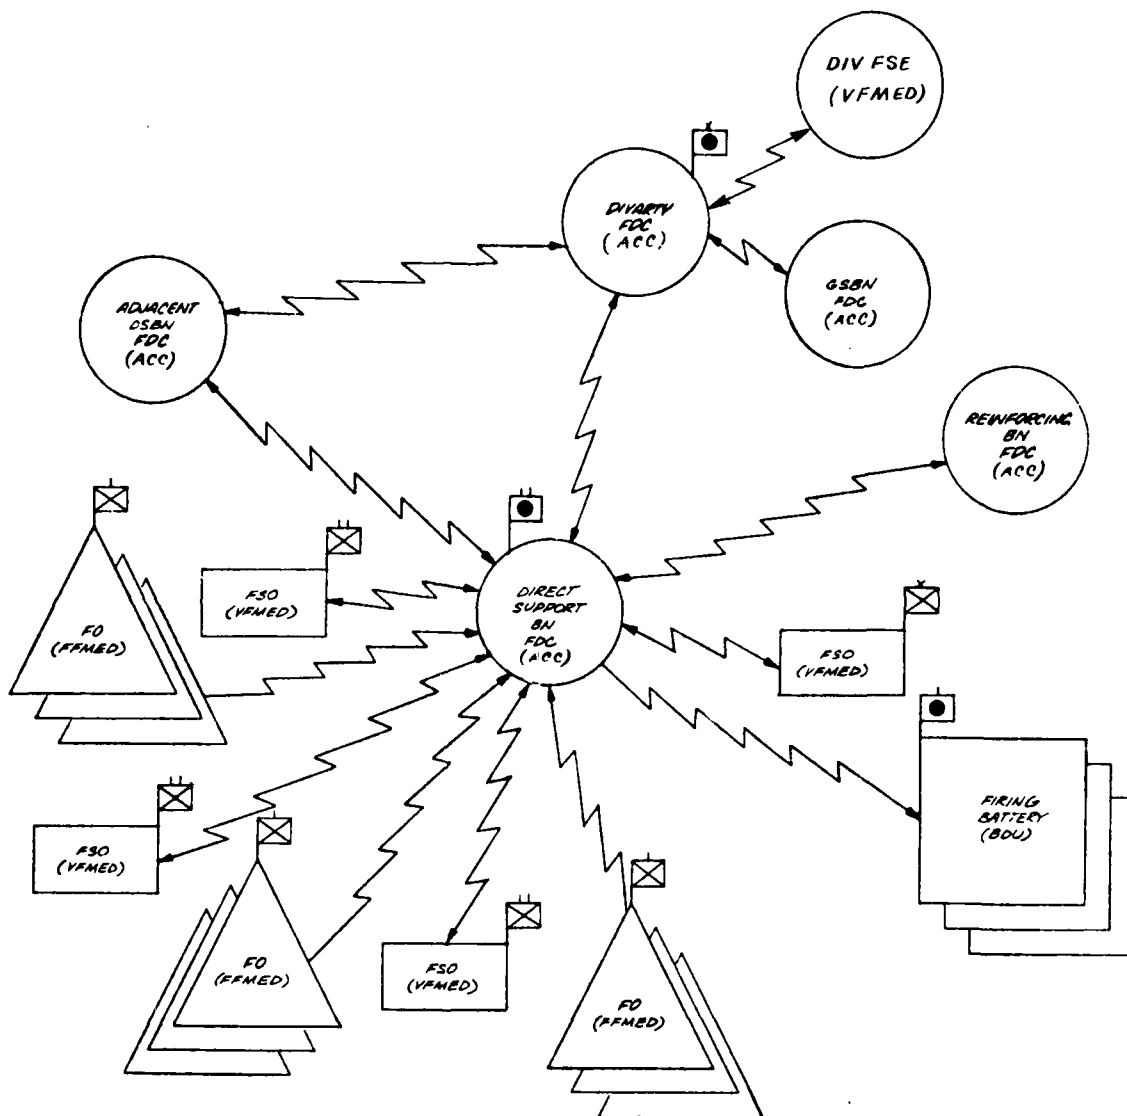 DIV FSE
(VFMED)
DIVARTY
FDC
(ACC)
GSBN
FDC
(ACC)
ADJACENT
DSBN
FDC
(ACC)
REINFORCING
BN
FDC
(ACC)
DIRECT
SUPPORT
BN
FDC
(ACC)
FSO
(VFMED)
FO
(FFMED)
FSO
(VFMED)
FIRING
BATTERY
(BDU)
FSO
(VFMED)
FO
(FFMED)
FSO
(VFMED)
FO
(FFMED)